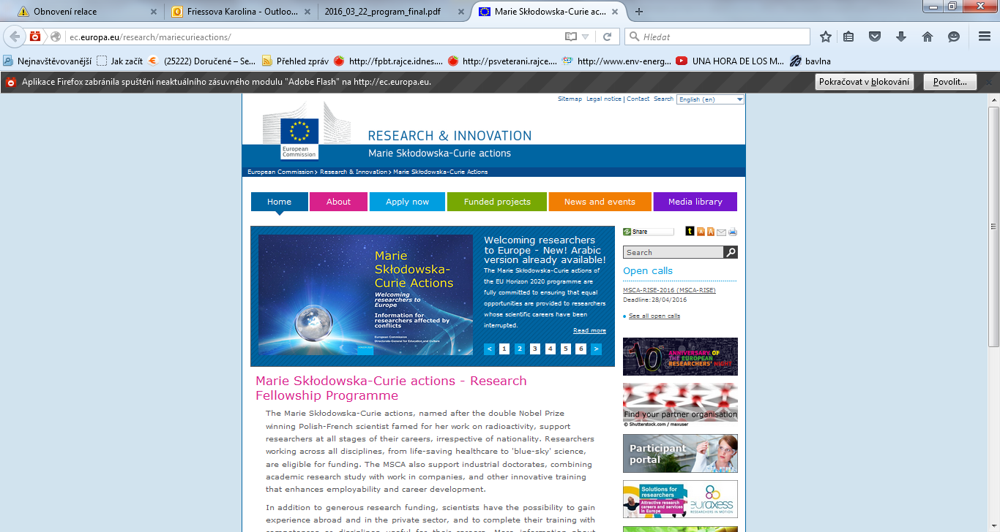 Obnovení relace
Friessova Karolina - Outloo...
2016_03_22_program_final.pdf
Marie Skłodowska-Curie ac...
ec.europa.eu/research/mariecurieactions/
Hledat
Nejnavštěvovanější
Jak začít
(25222) Doručené – Se...
Přehled zpráv
http://fpbt.rajce.idnes....
http://psveterani.rajce....
http://www.env-energ...
UNA HORA DE LOS M...
bavlna
Aplikace Firefox zabránila spuštění neaktuálního zásuvného modulu "Adobe Flash" na http://ec.europa.eu.
Pokračovat v blokování
Povolit...
Sitemap Legal notice | Contact Search English (en)
European
Commission
RESEARCH & INNOVATION
Marie Skłodowska-Curie actions
European Commission > Research & Innovation > Marie Skłodowska-Curie Actions
Home About Apply now Funded projects News and events Media library
Marie
Skłodowska-
Curie Actions
Welcoming
researchers to
Europe
Information for
researchers affected by
conflicts
European Commission
Directorate-General for Education and Culture
Welcoming researchers
to Europe - New! Arabic
version already available!
The Marie Skłodowska-Curie actions of
the EU Horizon 2020 programme are
fully committed to ensuring that equal
opportunities are provided to researchers
whose scientific careers have been
interrupted.
Read more
< 1 2 3 4 5 6 >
Marie Skłodowska-Curie actions - Research
Fellowship Programme
The Marie Skłodowska-Curie actions, named after the double Nobel Prize
winning Polish-French scientist famed for her work on radioactivity, support
researchers at all stages of their careers, irrespective of nationality. Researchers
working across all disciplines, from life-saving healthcare to 'blue-sky' science,
are eligible for funding. The MSCA also support industrial doctorates, combining
academic research study with work in companies, and other innovative training
that enhances employability and career development.
In addition to generous research funding, scientists have the possibility to gain
experience abroad and in the private sector, and to complete their training with
competences or disciplines useful for their careers. More information about
Share
t A A
Search
Open calls
MSCA-RISE-2016 (MSCA-RISE)
Deadline: 28/04/2016
See all open calls
10 ANNIVERSARY OF
THE EUROPEAN
RESEARCHERS' NIGHT
Find your partner organisation
© Shutterstock.com / maxuser
Participant
portal
Solutions for
researchers
Attractive research
careers and services
in Europe
euraxess
RESEARCHERS IN MOTION